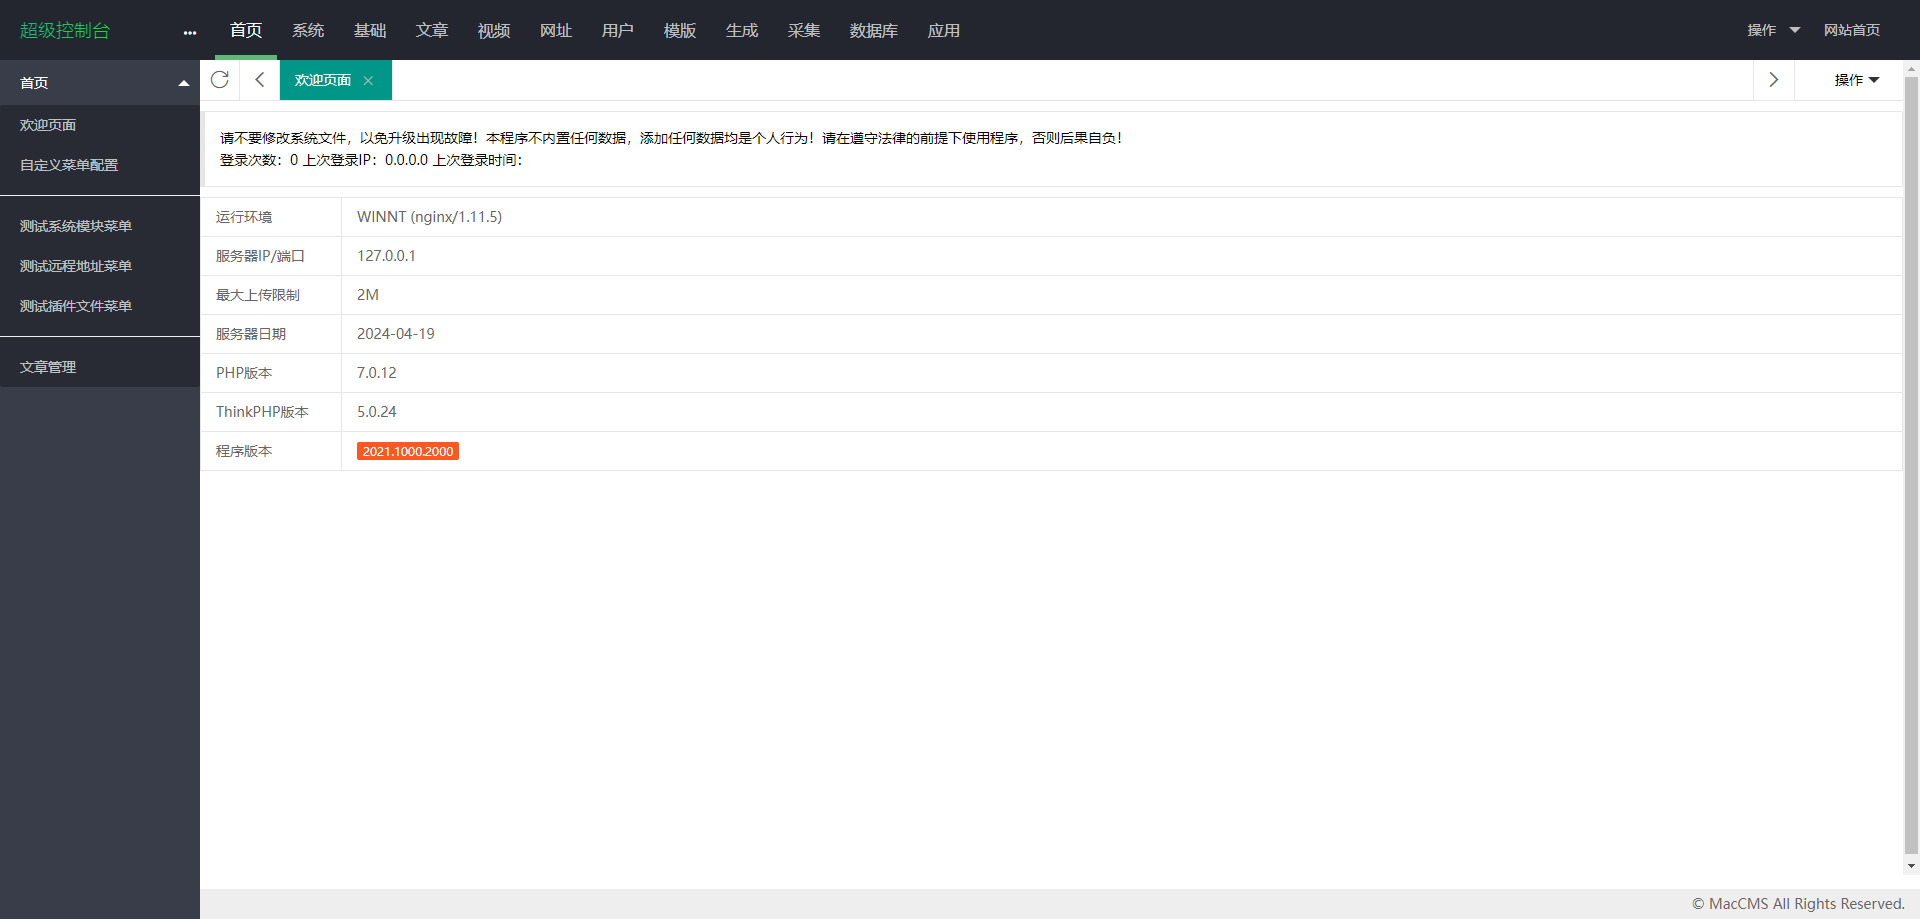 超级控制台 ••• 首页 系统 基础 文章 视频 网址 用户 模版 生成 采集 数据库 应用 操作 网站首页
首页
欢迎页面
自定义菜单配置
测试系统模块菜单
测试远程地址菜单
测试插件文件菜单
文章管理
欢迎页面 操作
请不要修改系统文件，以免升级出现故障！本程序不内置任何数据，添加任何数据均是个人行为！请在遵守法律的前提下使用程序，否则后果自负！
登录次数：0 上次登录IP：0.0.0.0 上次登录时间：
运行环境 WINNT (nginx/1.11.5)
服务器IP/端口 127.0.0.1
最大上传限制 2M
服务器日期 2024-04-19
PHP版本 7.0.12
ThinkPHP版本 5.0.24
程序版本 2021.1000.2000
© MacCMS All Rights Reserved.